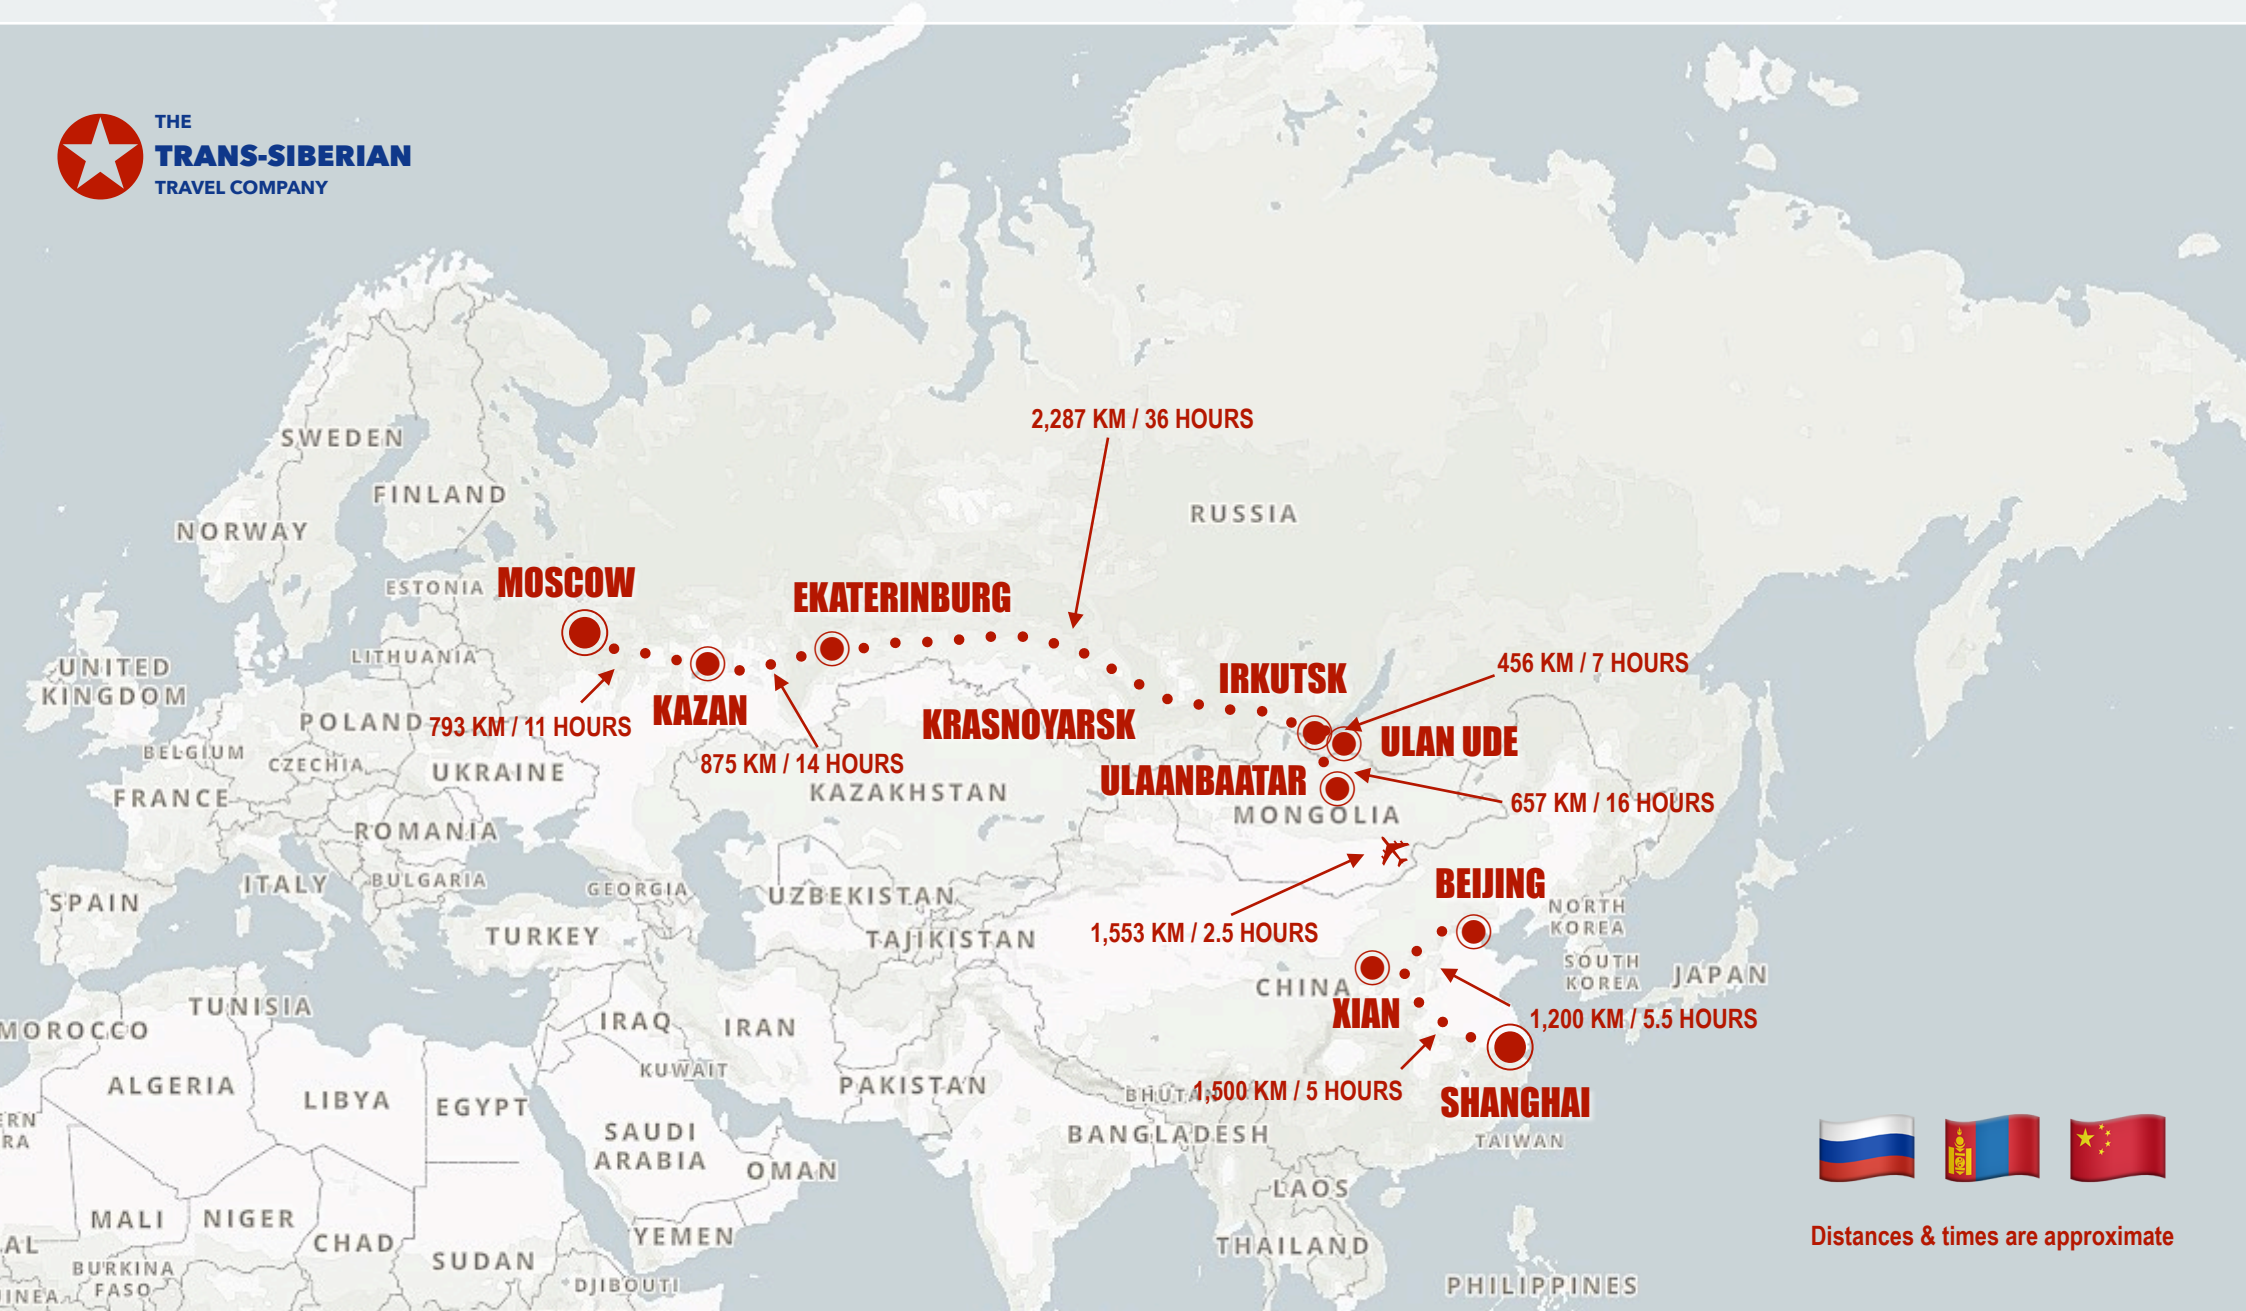 THE
TRANS-SIBERIAN
TRAVEL COMPANY
2,287 KM / 36 HOURS
SWEDEN
FINLAND
NORWAY
RUSSIA
ESTONIA
MOSCOW
EKATERINBURG
LITHUANIA
UNITED
KINGDOM
456 KM / 7 HOURS
IRKUTSK
POLAND
793 KM / 11 HOURS
KAZAN
KRASNOYARSK
ULAN UDE
BELGIUM
CZECHIA
UKRAINE
875 KM / 14 HOURS
KAZAKHSTAN
ULAANBAATAR
657 KM / 16 HOURS
MONGOLIA
FRANCE
ROMANIA
ITALY
BULGARIA
GEORGIA
UZBEKISTAN
BEIJING
SPAIN
NORTH
KOREA
TURKEY
TAJIKISTAN
1,553 KM / 2.5 HOURS
SOUTH
KOREA
JAPAN
CHINA
XIAN
TUNISIA
MOROCCO
IRAQ
IRAN
1,200 KM / 5.5 HOURS
KUWAIT
ALGERIA
LIBYA
EGYPT
PAKISTAN
BHUTAN
1,500 KM / 5 HOURS
SHANGHAI
ERN
RA
SAUDI
ARABIA
OMAN
BANGLADESH
TAIWAN
LAOS
MALI
NIGER
CHAD
SUDAN
YEMEN
THAILAND
AL
BURKINA
FASO
INEA
DJIBOUTI
PHILIPPINES
Distances & times are approximate